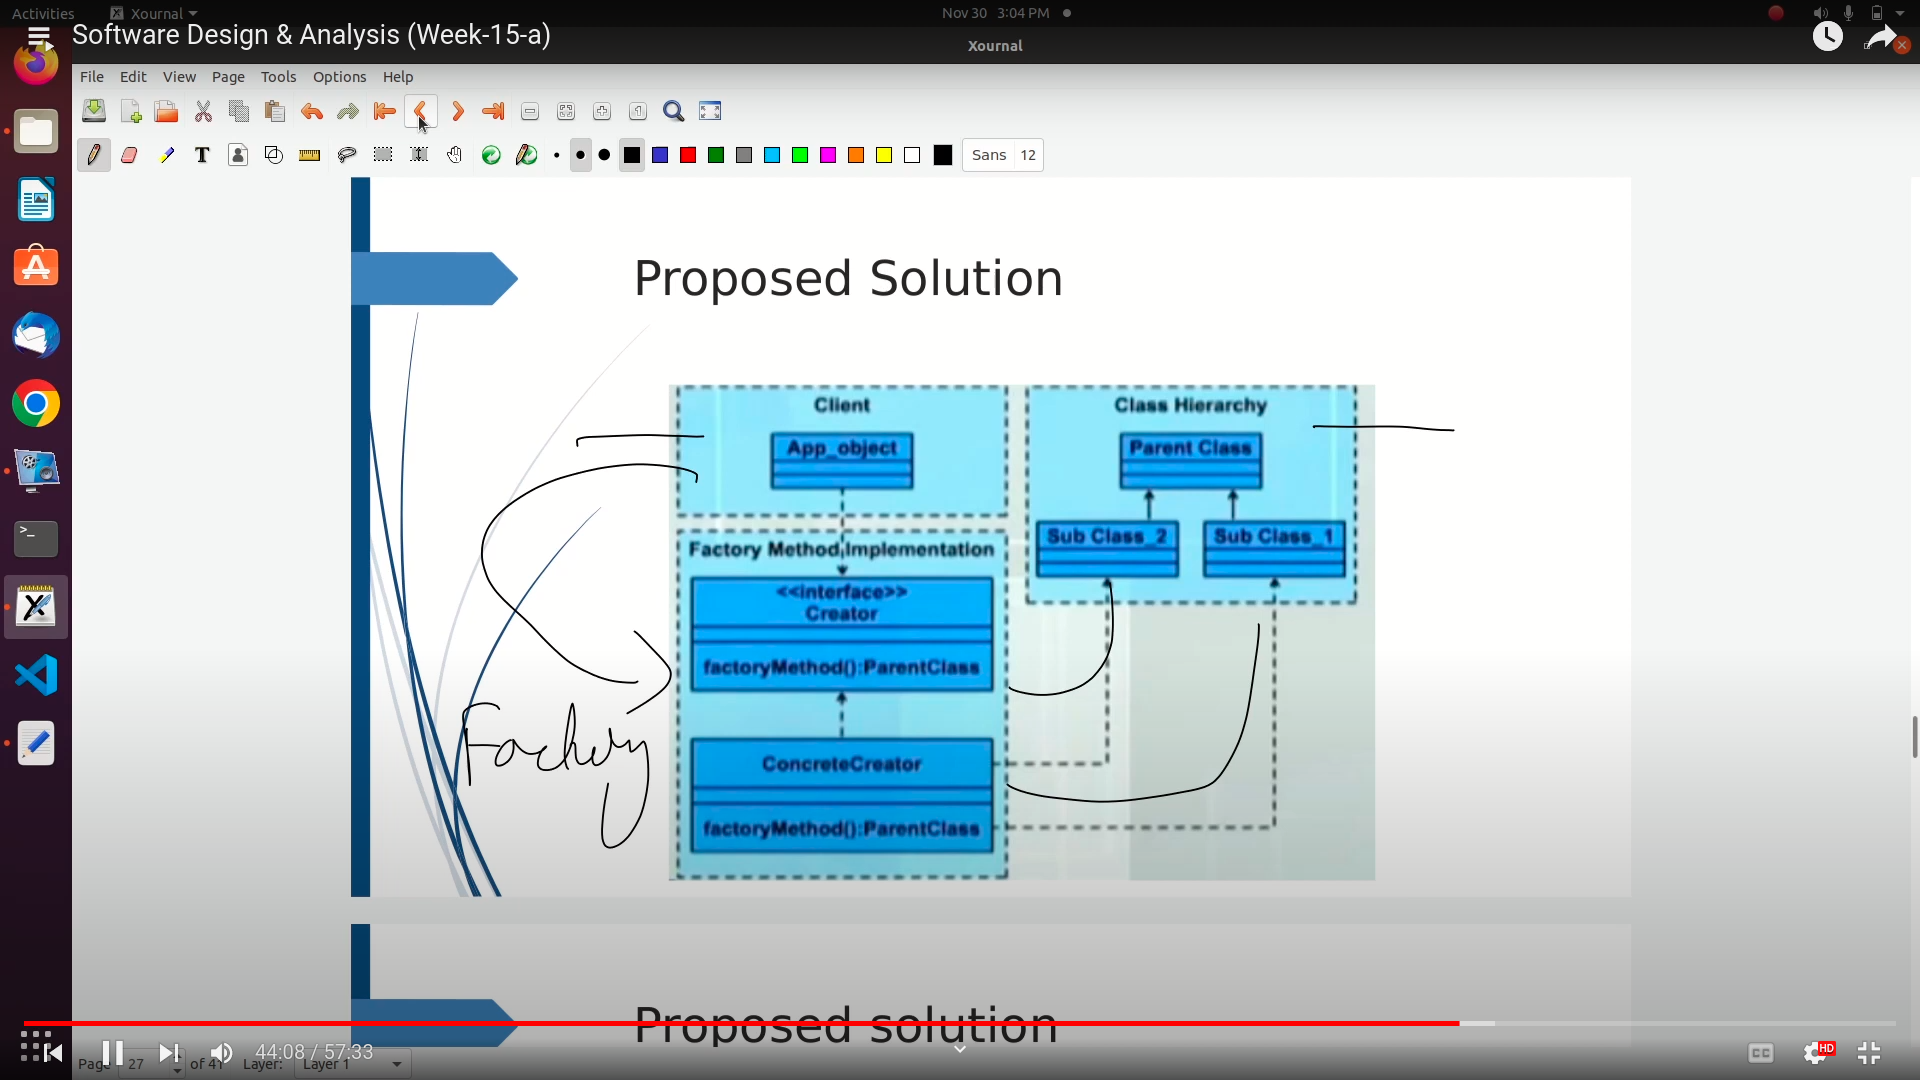 Activities Xournal Nov 30 3:04 PM
Software Design & Analysis (Week-15-a)
Xournal
File Edit View Page Tools Options Help
T Sans 12
Proposed Solution
Client
App_object
Class Hierarchy
Parent Class
Sub Class_2 Sub Class_1
Factory Method Implementation
<<interface>>
Creator
factoryMethod():ParentClass
Factory
ConcreteCreator
factoryMethod():ParentClass
Proposed solution
44:08 / 57:33
CC HD
Page 27 of 41 Layer: Layer 1